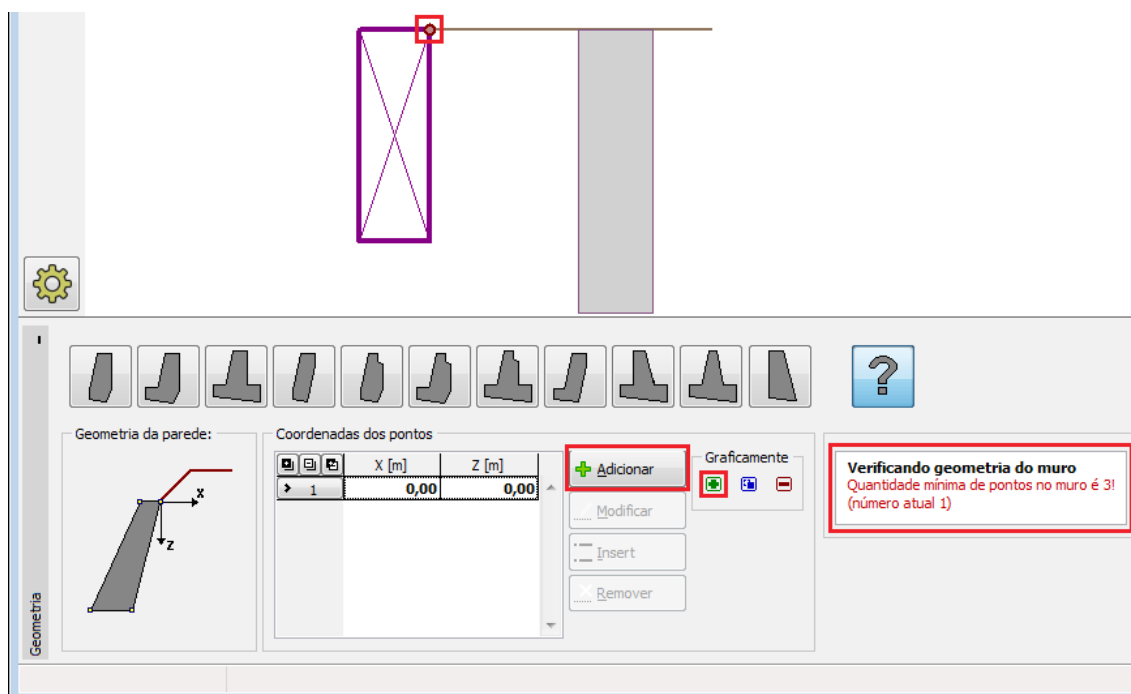 Geometria da parede:
x
z
Coordenadas dos pontos
X [m] Z [m]
1 0,00 0,00
Adicionar
Modificar
Insert
Remover
Graficamente
?
Verificando geometria do muro
Quantidade mínima de pontos no muro é 3!
(número atual 1)
Geometria